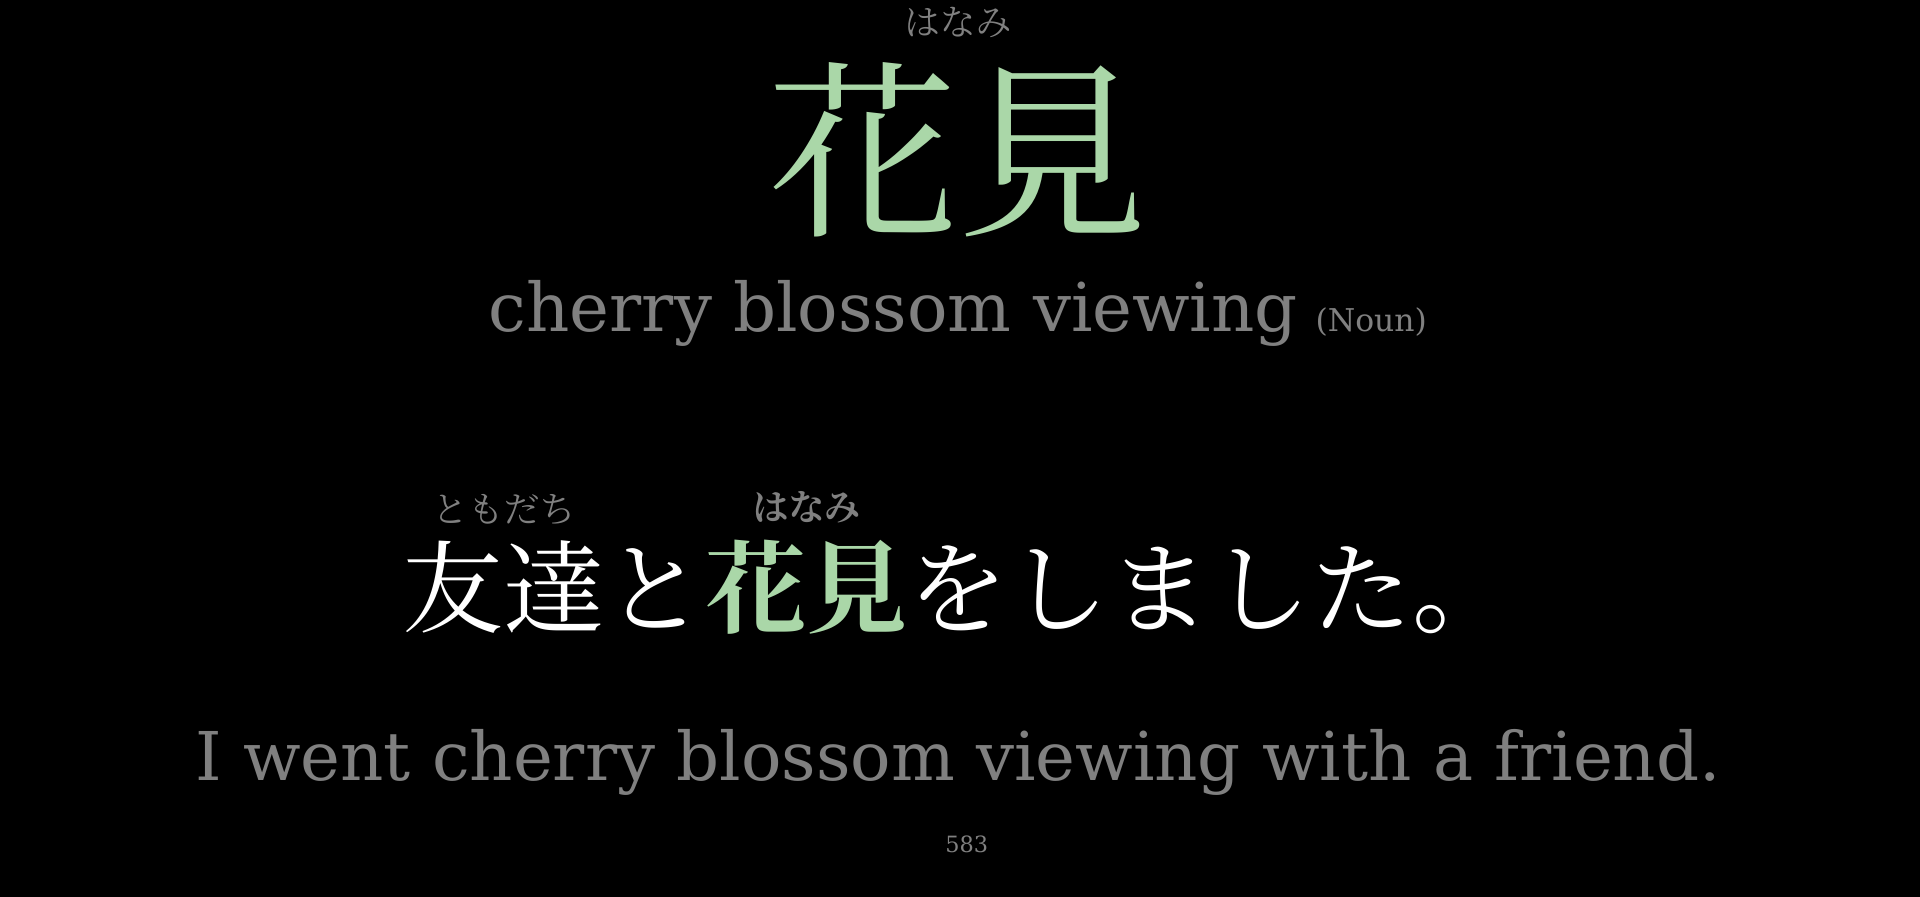 はなみ
花見
cherry blossom viewing (Noun)
ともだち はなみ
友達と花見をしました。
I went cherry blossom viewing with a friend.
583